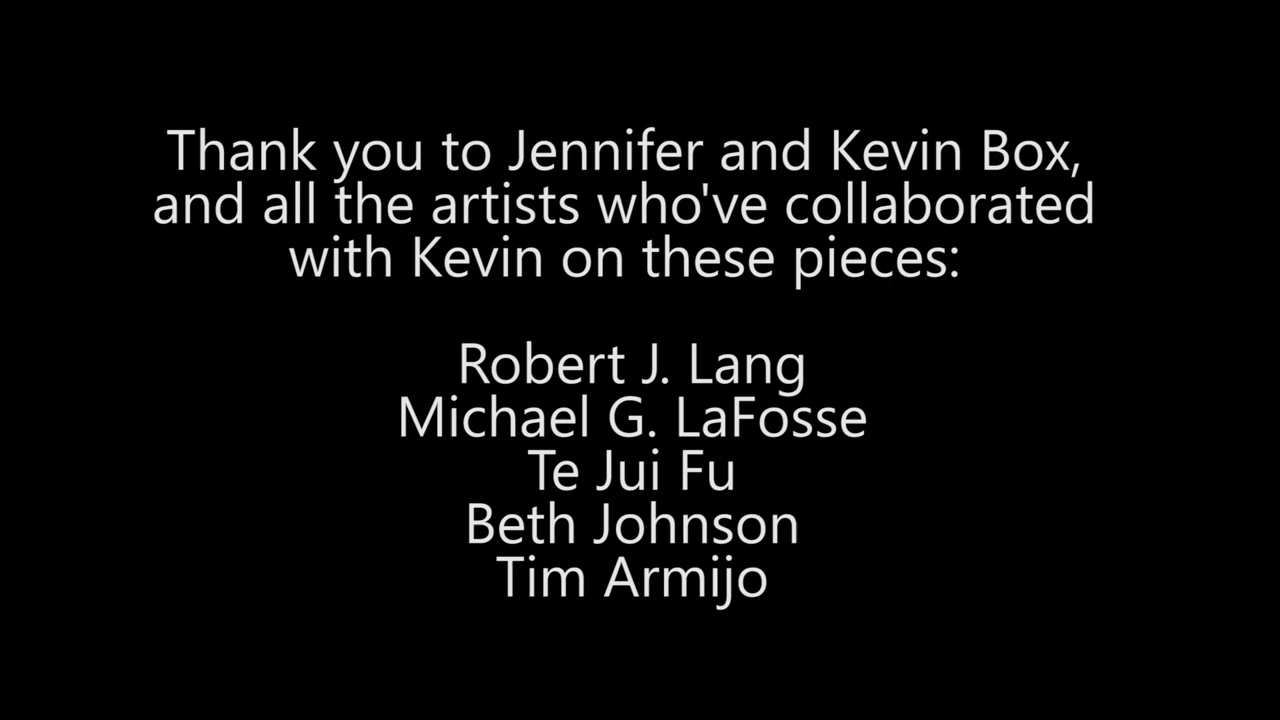 Thank you to Jennifer and Kevin Box,
and all the artists who've collaborated
with Kevin on these pieces:
Robert J. Lang
Michael G. LaFosse
Te Jui Fu
Beth Johnson
Tim Armijo